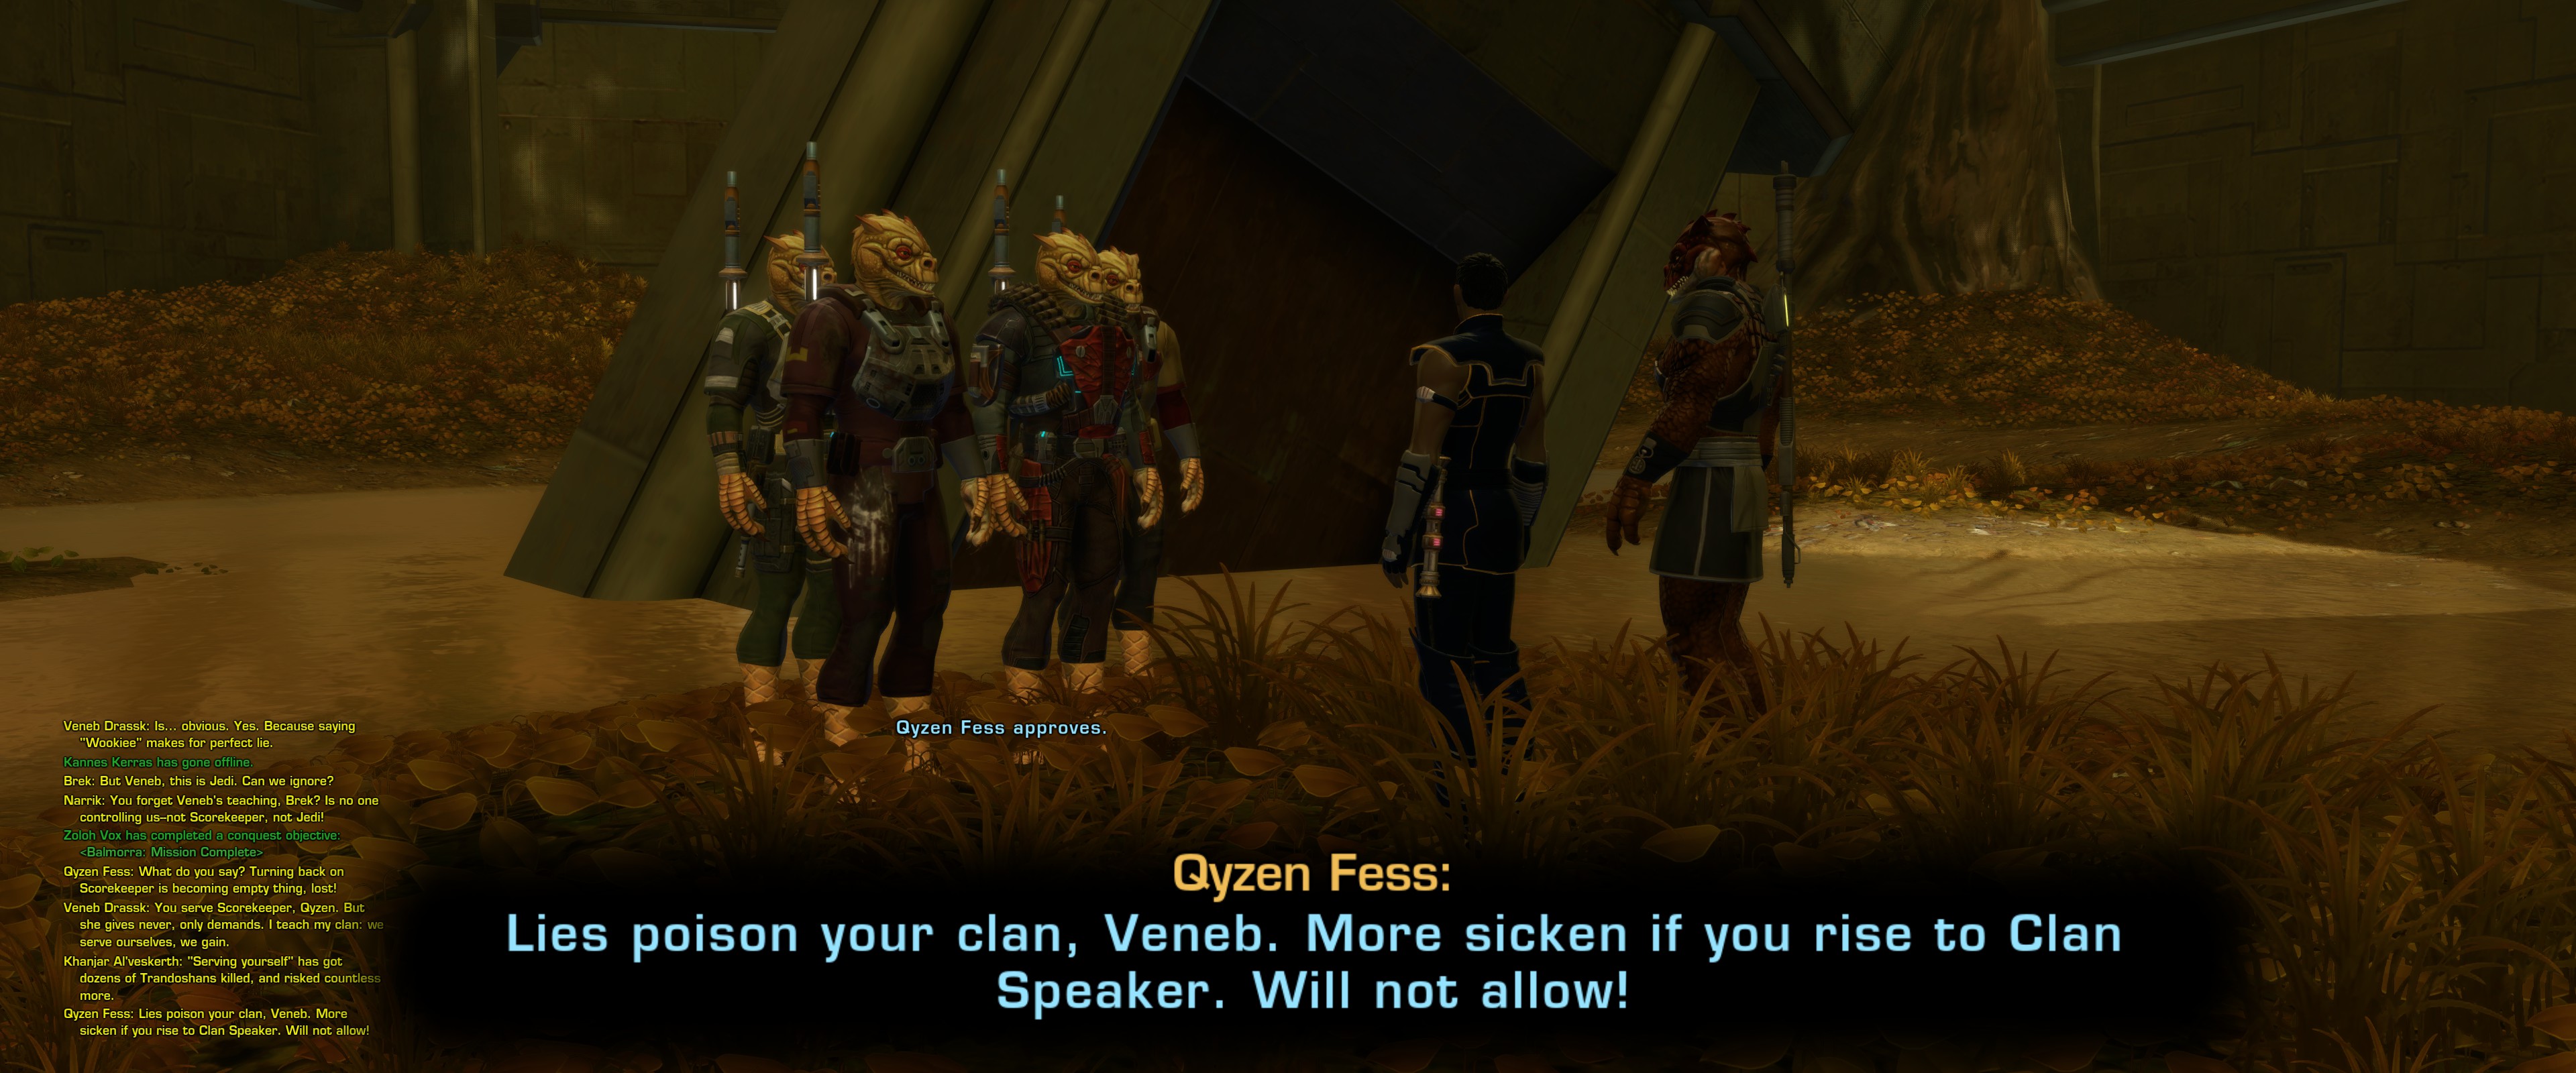 Veneb Drassk: Is... obvious. Yes. Because saying
"Wookiee" makes for perfect lie.
Kannes Kerras has gone offline.
Brek: But Veneb, this is Jedi. Can we ignore?
Narrik: You forget Veneb's teaching, Brek? Is no one
controlling us—not Scorekeeper, not Jedi!
Zoloh Vox has completed a conquest objective:
<Balmorra: Mission Complete>
Qyzen Fess: What do you say? Turning back on
Scorekeeper is becoming empty thing, lost!
Veneb Drassk: You serve Scorekeeper, Qyzen. But
she gives never, only demands. I teach my clan: we
serve ourselves, we gain.
Khanjar Al'veskerth: "Serving yourself" has got
dozens of Trandoshans killed, and risked countless
more.
Qyzen Fess: Lies poison your clan, Veneb. More
sicken if you rise to Clan Speaker. Will not allow!
Qyzen Fess approves.
Qyzen Fess:
Lies poison your clan, Veneb. More sicken if you rise to Clan
Speaker. Will not allow!